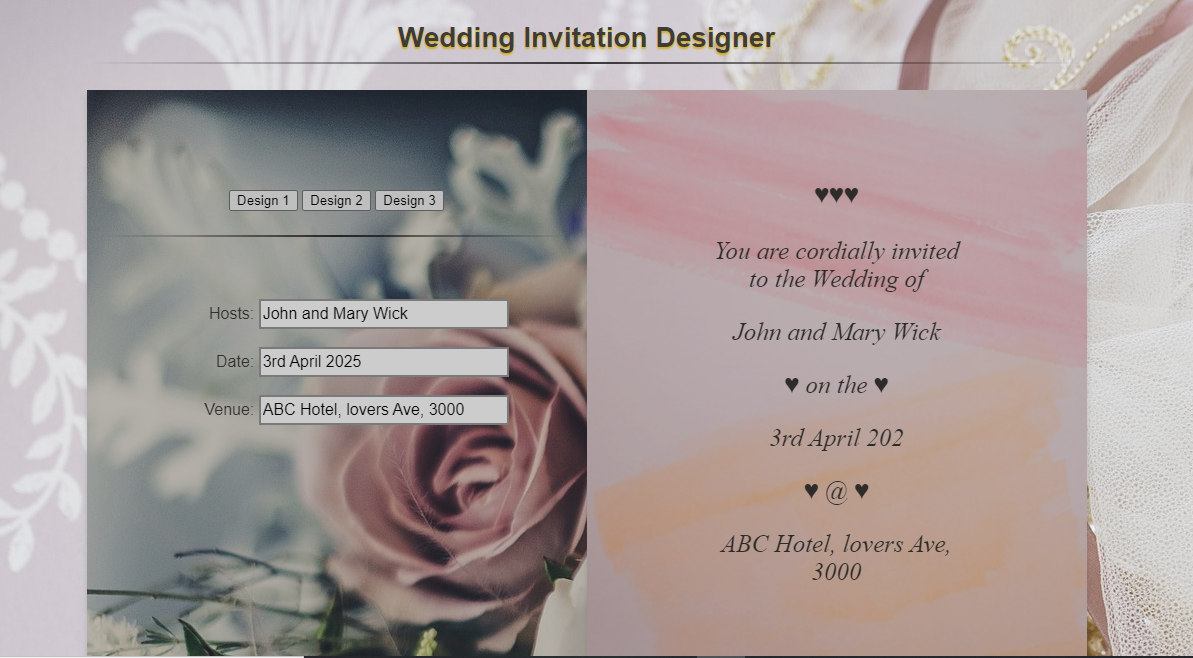 Wedding Invitation Designer
Design 1 Design 2 Design 3
Hosts: John and Mary Wick
Date: 3rd April 2025
Venue: ABC Hotel, lovers Ave, 3000
♥♥♥
You are cordially invited
to the Wedding of
John and Mary Wick
♥ on the ♥
3rd April 202
♥ @ ♥
ABC Hotel, lovers Ave,
3000